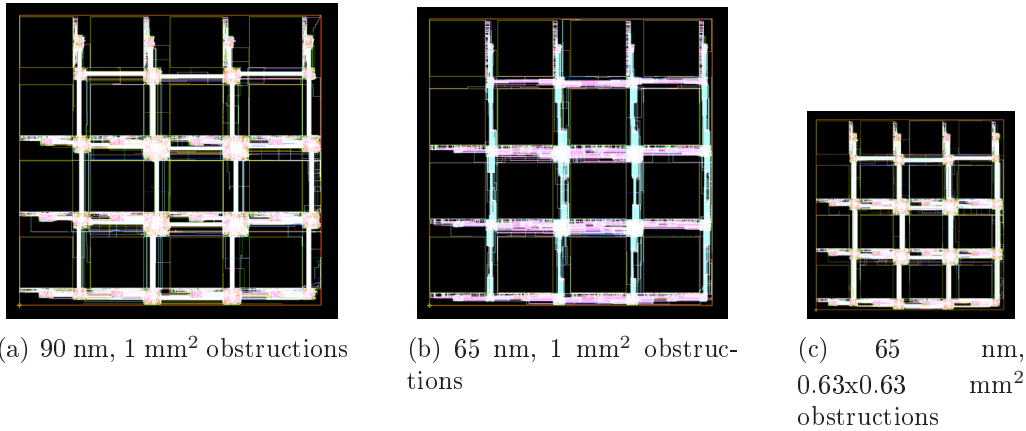 (a) 90 nm, 1 mm² obstructions
(b) 65 nm, 1 mm² obstruc-
tions
(c) 65 nm,
0.63x0.63 mm²
obstructions